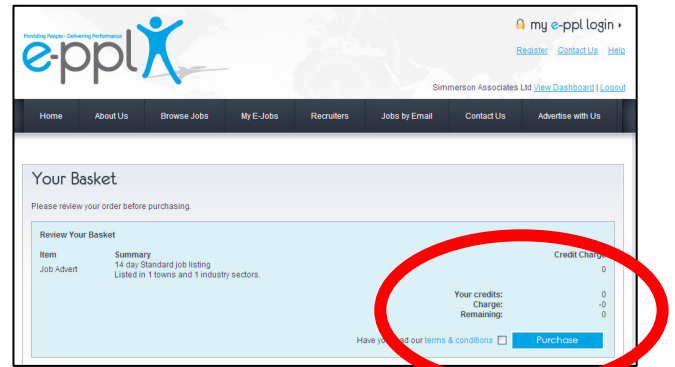 my e-ppl login
Providing People - Delivering Performance
e-ppl
Register Contact Us Help
Simmerson Associates Ltd View Dashboard | Logout
Home About Us Browse Jobs My E-Jobs Recruiters Jobs by Email Contact Us Advertise with Us
Your Basket
Please review your order before purchasing.
Review Your Basket
Item Summary Credit Charge
Job Advert 14 day Standard job listing 0
Listed in 1 towns and 1 industry sectors.
Your credits: 0
Charge: -0
Remaining: 0
Have you read our terms & conditions Purchase